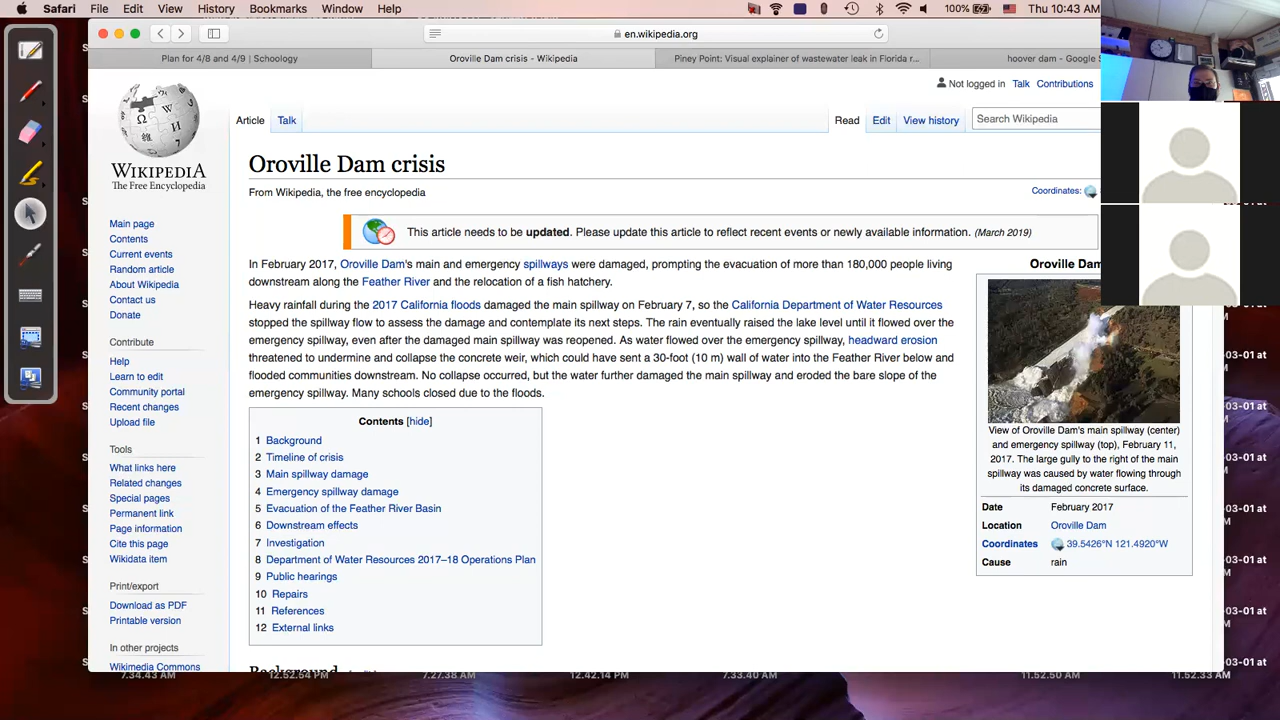 Safari File Edit View History Bookmarks Window Help
100% Thu 10:43 AM
en.wikipedia.org
Plan for 4/8 and 4/9 | Schoology
Oroville Dam crisis - Wikipedia
Piney Point: Visual explainer of wastewater leak in Florida r...
hoover dam - Google S
Not logged in Talk Contributions
Article Talk
Read Edit View history
Search Wikipedia
WIKIPEDIA
The Free Encyclopedia
Main page
Contents
Current events
Random article
About Wikipedia
Contact us
Donate
Contribute
Help
Learn to edit
Community portal
Recent changes
Upload file
Tools
What links here
Related changes
Special pages
Permanent link
Page information
Cite this page
Wikidata item
Print/export
Download as PDF
Printable version
In other projects
Wikimedia Commons
Oroville Dam crisis
From Wikipedia, the free encyclopedia
Coordinates:
This article needs to be updated. Please update this article to reflect recent events or newly available information. (March 2019)
In February 2017, Oroville Dam's main and emergency spillways were damaged, prompting the evacuation of more than 180,000 people living
downstream along the Feather River and the relocation of a fish hatchery.
Heavy rainfall during the 2017 California floods damaged the main spillway on February 7, so the California Department of Water Resources
stopped the spillway flow to assess the damage and contemplate its next steps. The rain eventually raised the lake level until it flowed over the
emergency spillway, even after the damaged main spillway was reopened. As water flowed over the emergency spillway, headward erosion
threatened to undermine and collapse the concrete weir, which could have sent a 30-foot (10 m) wall of water into the Feather River below and
flooded communities downstream. No collapse occurred, but the water further damaged the main spillway and eroded the bare slope of the
emergency spillway. Many schools closed due to the floods.
Contents [hide]
1 Background
2 Timeline of crisis
3 Main spillway damage
4 Emergency spillway damage
5 Evacuation of the Feather River Basin
6 Downstream effects
7 Investigation
8 Department of Water Resources 2017–18 Operations Plan
9 Public hearings
10 Repairs
11 References
12 External links
Background
Oroville Dam
View of Oroville Dam's main spillway (center)
and emergency spillway (top), February 11,
2017. The large gully to the right of the main
spillway was caused by water flowing through
its damaged concrete surface.
Date February 2017
Location Oroville Dam
Coordinates 39.5426°N 121.4920°W
Cause rain
03-01 at
M
03-01 at
M
03-01 at
M
03-01 at
M
03-01 at
M
03-01 at
7.34.43 AM
12.52.54 PM
7.27.38 AM
12.42.14 PM
7.33.40 AM
11.52.50 AM
11.52.33 AM